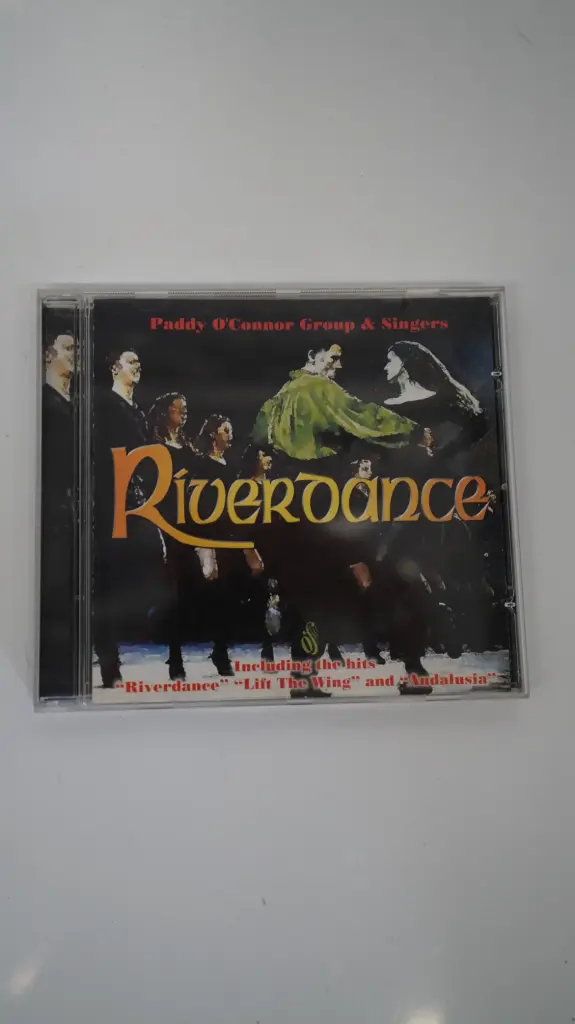 Paddy O'Connor Group & Singers
Riverdance
Including the hits
“Riverdance” “Lift The Wing” and “Andalusia”